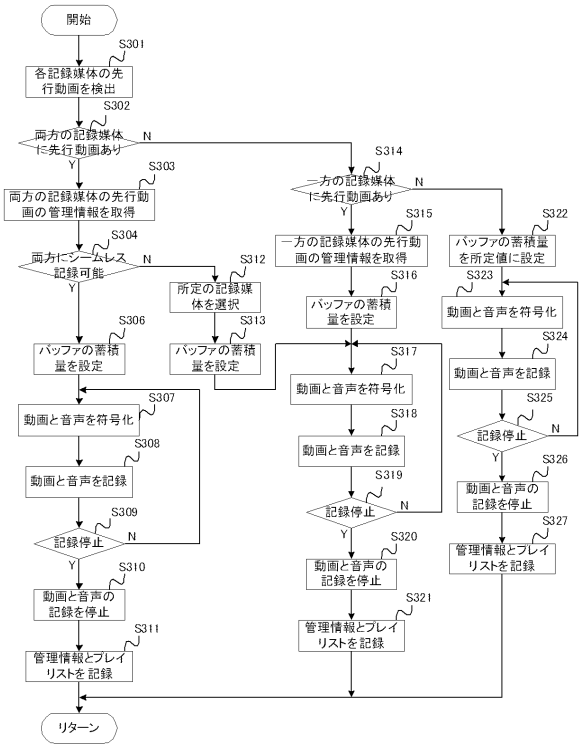 開始
S301
各記録媒体の先
行動画を検出
S302
両方の記録媒体
に先行動画あり
N
Y
S303
両方の記録媒体の先行動
画の管理情報を取得
S304
両方にシームレス
記録可能
N
Y
S312
所定の記録媒
体を選択
S306
バッファの蓄積
量を設定
S313
バッファの蓄積
量を設定
S307
動画と音声を符号化
S308
動画と音声を記録
S309
記録停止
N
Y
S310
動画と音声の
記録を停止
S311
管理情報とプレイ
リストを記録
リターン
S314
一方の記録媒体
に先行動画あり
N
Y
S315
一方の記録媒体の先行動
画の管理情報を取得
S316
バッファの蓄積
量を設定
S317
動画と音声を符号化
S318
動画と音声を記録
S319
記録停止
N
Y
S320
動画と音声の
記録を停止
S321
管理情報とプレイ
リストを記録
S322
バッファの蓄積量
を所定値に設定
S323
動画と音声を符号化
S324
動画と音声を記録
S325
記録停止
N
Y
S326
動画と音声の
記録を停止
S327
管理情報とプレイ
リストを記録